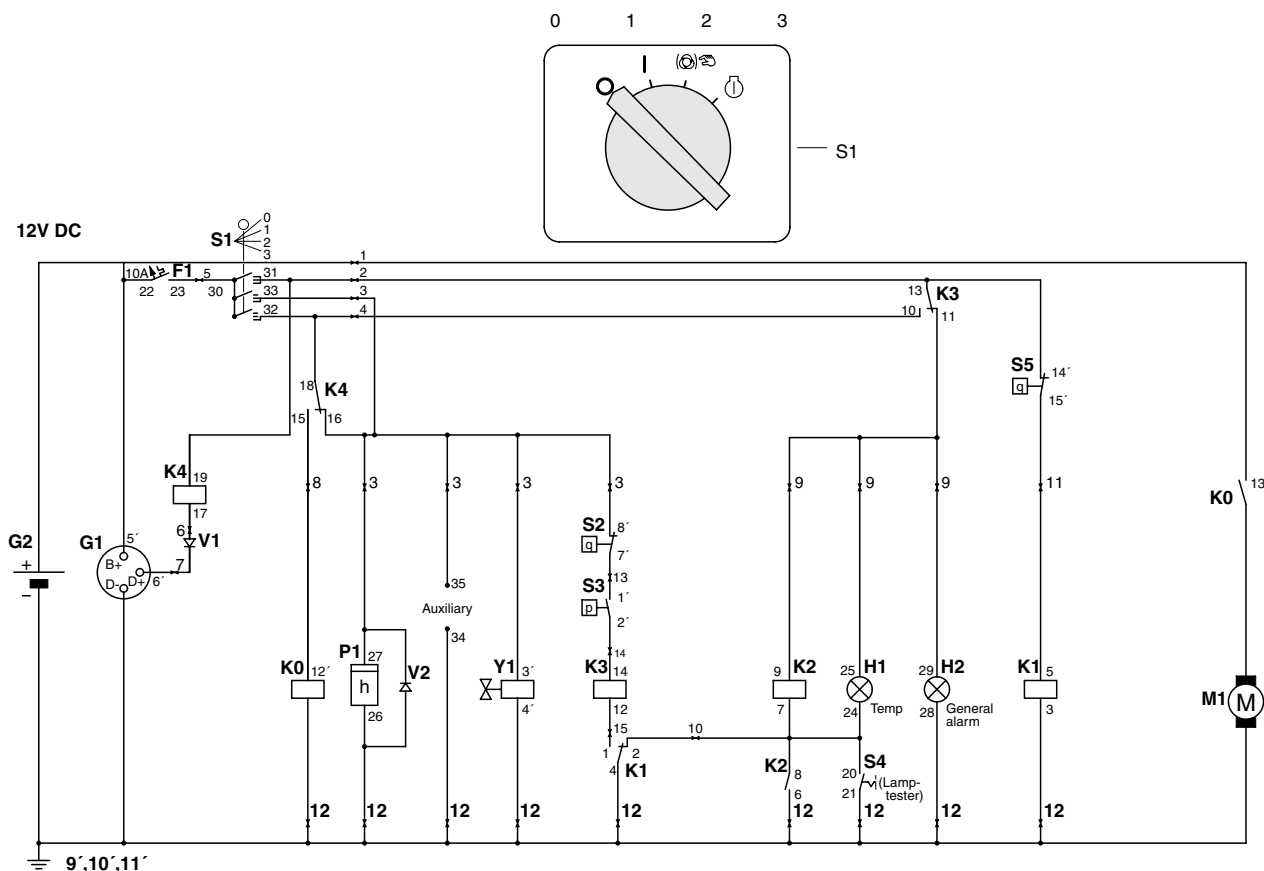 0 1 2 3
S1
12V DC
S1
0
1
2
3
1
10A F1 5 31 2
22 23 30 33 3
32 4
13 K3
10 11
S5 14´
q
15´
18 K4
15 16
K4 19
17
8 3 3 3 3 9 9 9 11
K0 13
6 V1
G2 G1 5´
+ B+ 7
D- D+ 6´
−
S2 8´
q
7´
13
S3 1´
p
2´
14
35
Auxiliary
34
K0 12´
P1 27
h
26
V2
Y1 3´
4´
K3 14
12
15
9 K2
7
25 H1
24 Temp
29 H2
28 General
alarm
K1 5
3
M1 M
10
1 2
4 K1
K2 8
6
20 S4
21 (Lamp-
tester)
12 12 12 12 12 12 12 12 12
9´,10´,11´